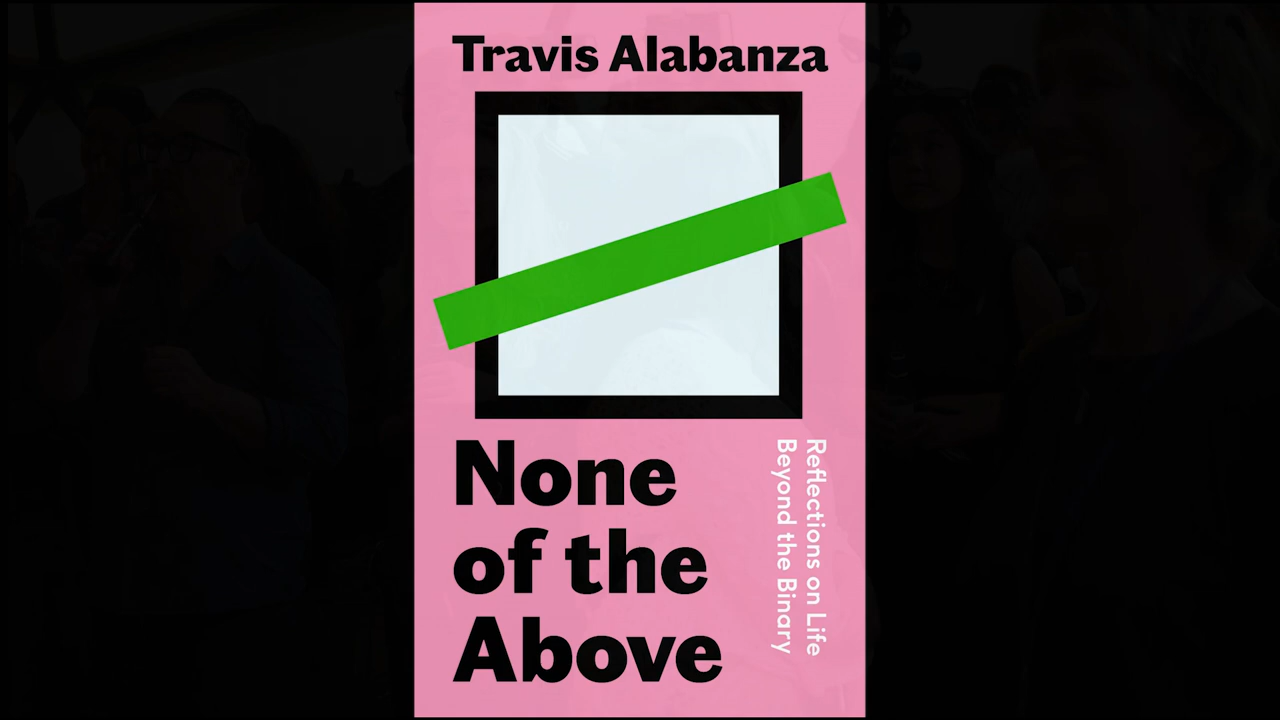 Travis Alabanza
None
of the
Above
Reflections on Life
Beyond the Binary